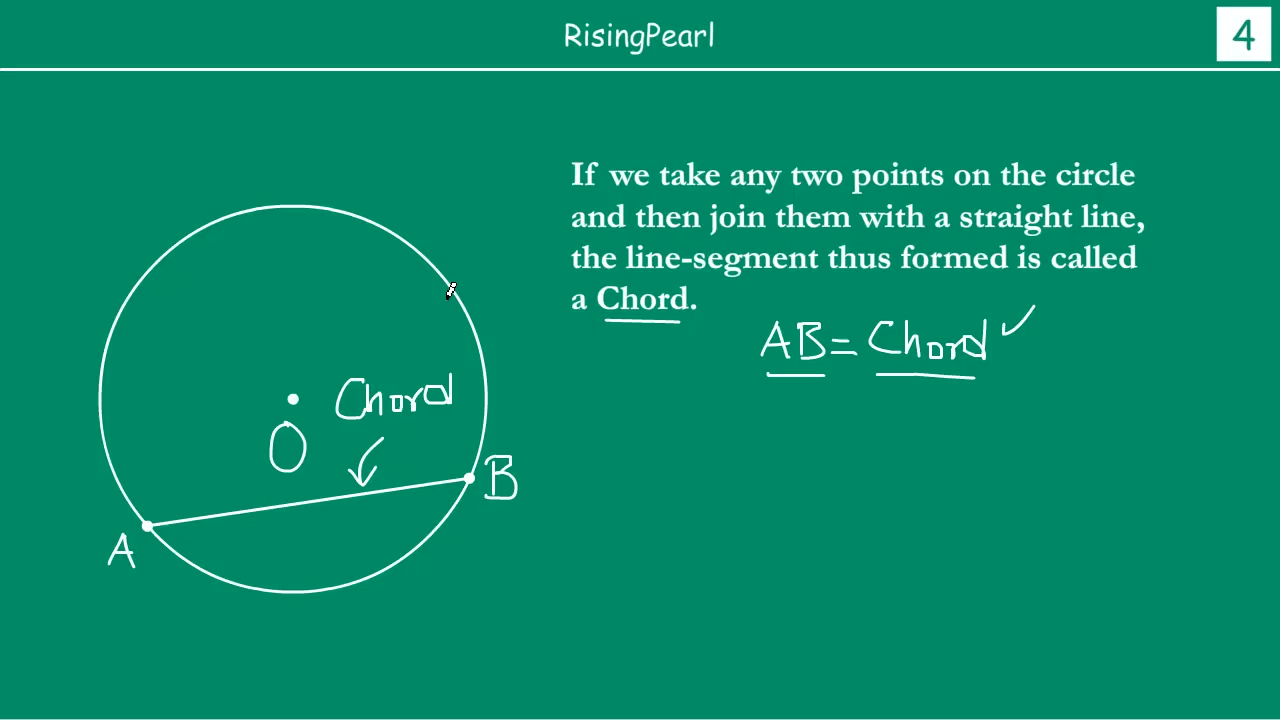 RisingPearl
4
If we take any two points on the circle
and then join them with a straight line,
the line-segment thus formed is called
a Chord.
AB = Chord ✓
Chord
O
B
A